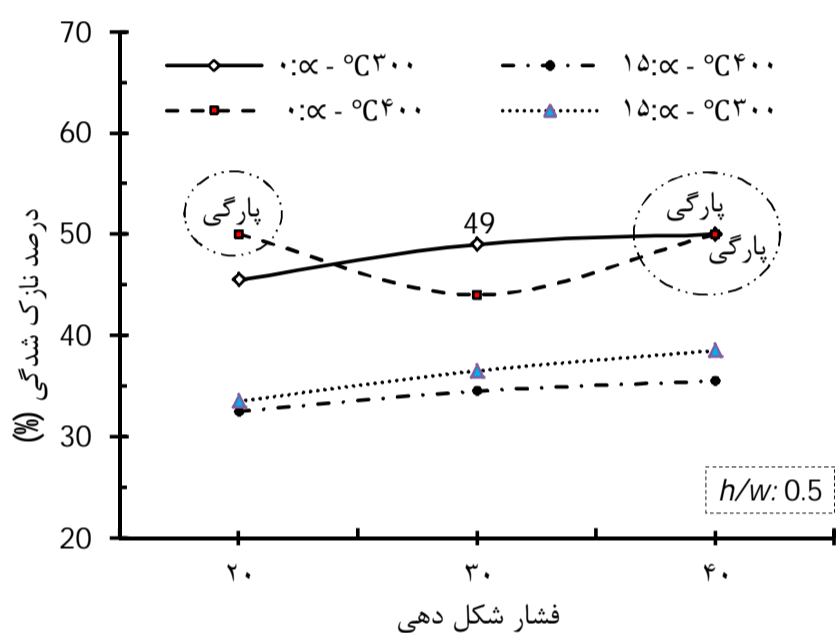 70
۰:∝ - °C۳۰۰
۱۵:∝ - °C۴۰۰
۰:∝ - °C۴۰۰
۱۵:∝ - °C۳۰۰
60
پارگی
پارگی
49
50
پارگی
40
30
20
درصد نازک شدگی (%)
h/w: 0.5
۲۰
۳۰
۴۰
فشار شکل دهی